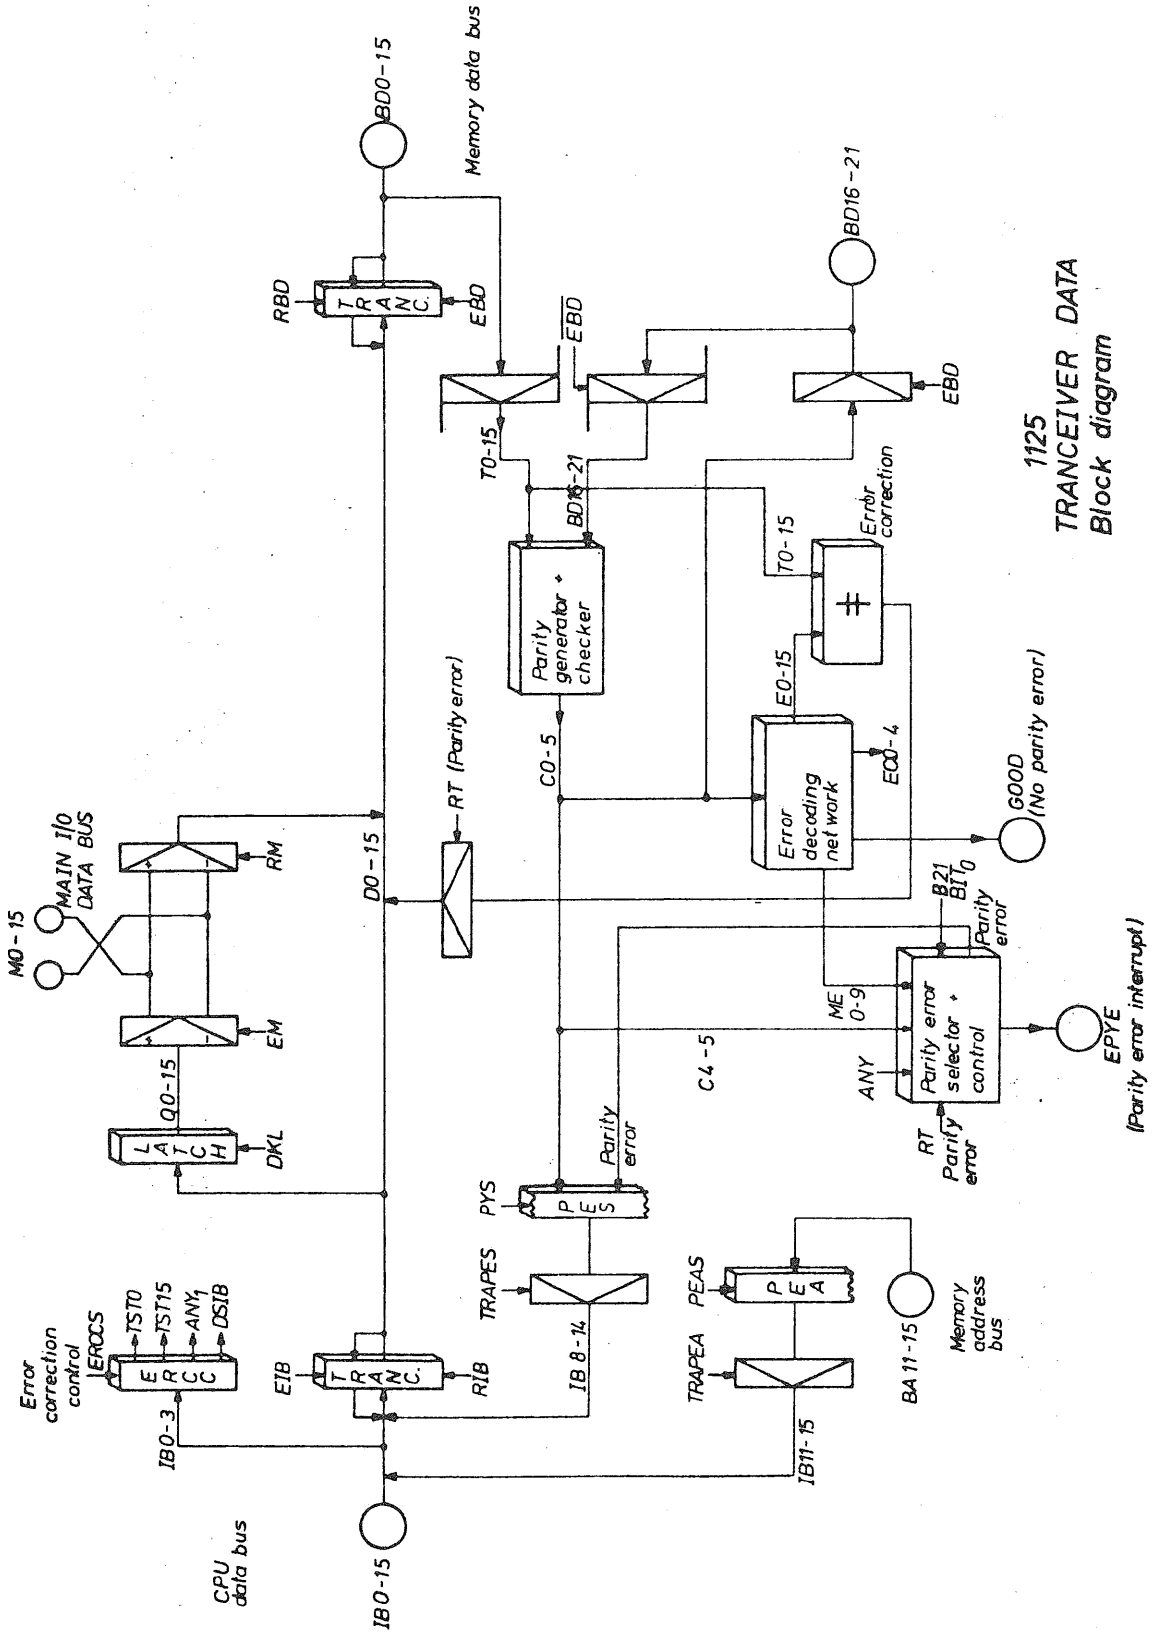 Error
correction
control
EROCS
TST0
TST15
ANY1
DSIB
E
R
C
C
IB0-3
CPU
data bus
IB0-15
EIB
T
R
A
N
C.
RIB
L
A
T
C
H
DKL
Q0-15
M0-15
MAIN I/0
DATA BUS
+
-
EM
+
-
RM
D0-15
RBD
T
R
A
N
C.
EBD
BD0-15
Memory data bus
TRAPES
PYS
P
E
S
IB 8-14
Parity
error
C0-5
RT (Parity error)
Parity
generator +
checker
T0-15
BD16-21
EBD
BD16-21
EBD
TRAPEA
PEAS
P
E
A
IB11-15
BA 11-15
Memory
address
bus
C4-5
ANY
ME
0-9
RT
Parity
error
Parity error
selector +
control
B21
BIT0
Parity
error
EPYE
(Parity error interrupt)
Error
decoding
network
E0-15
EC0-4
GOOD
(No parity error)
T0-15
Error
correction
1125
TRANCEIVER DATA
Block diagram